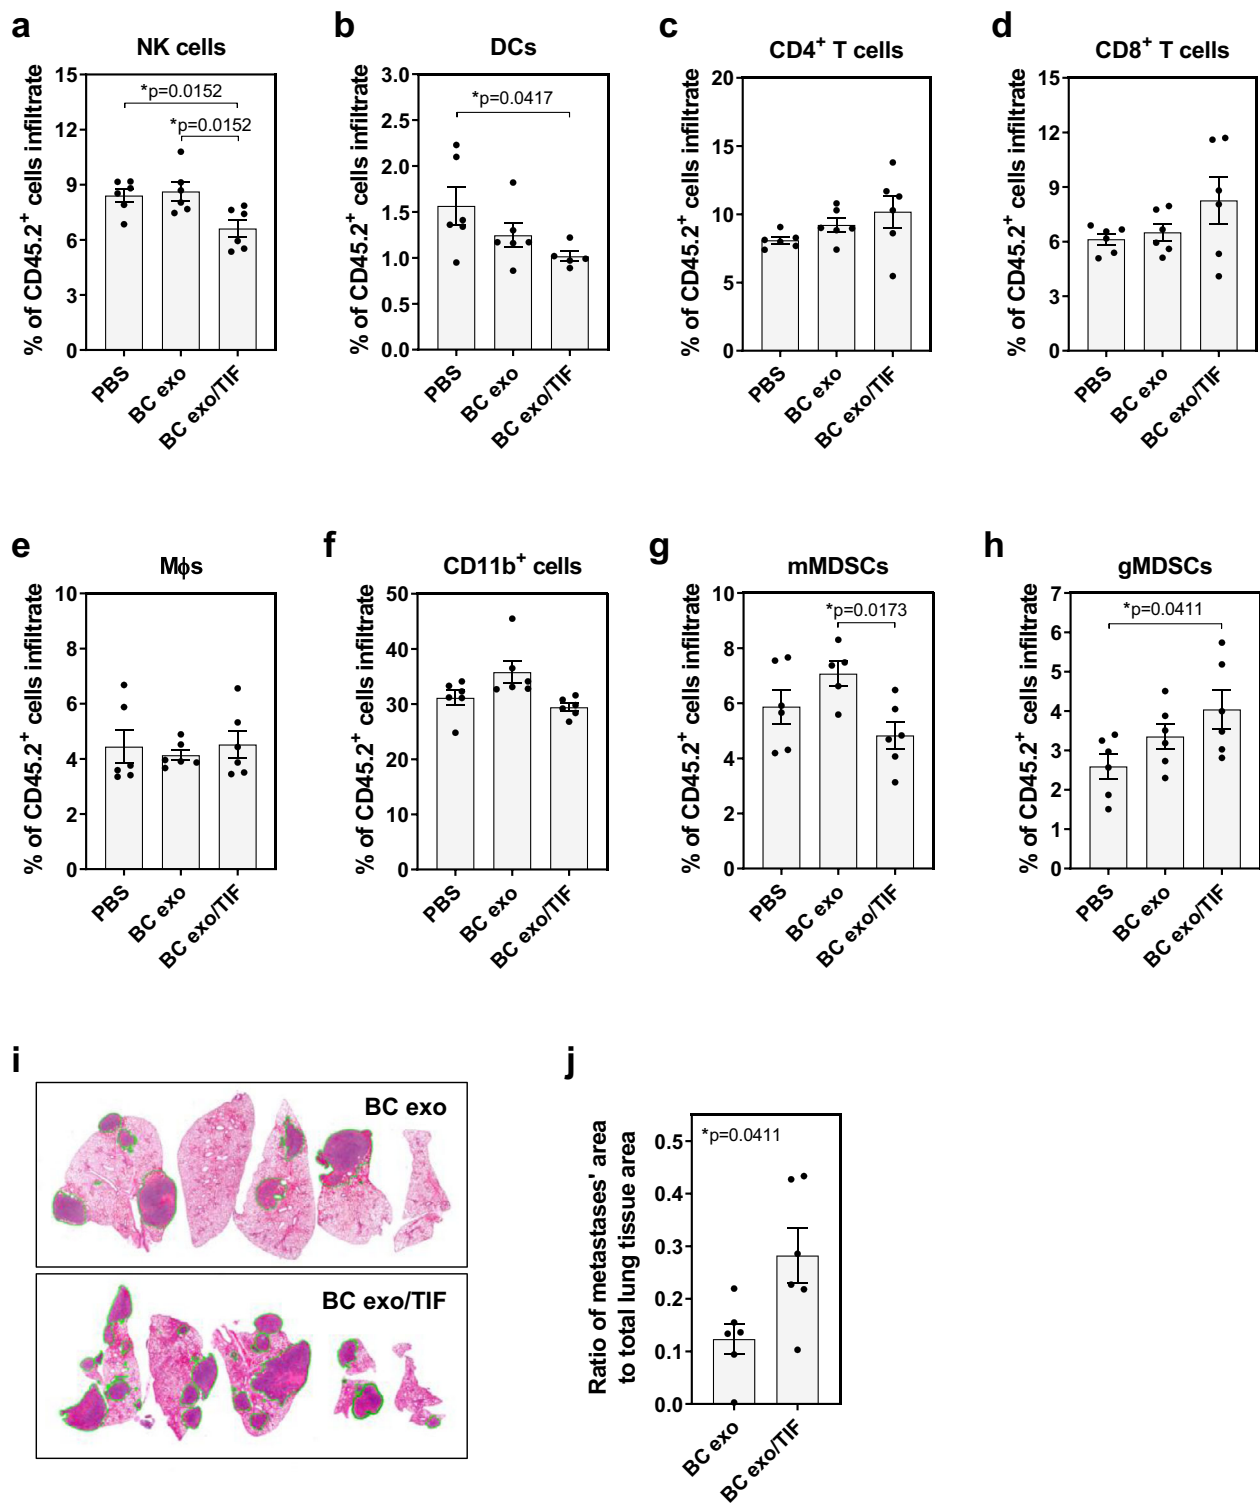 a
NK cells
% of CD45.2+ cells infiltrate
15
12
9
6
3
0
*p=0.0152
*p=0.0152
PBS
BC exo
BC exo/TIF
b
DCs
% of CD45.2+ cells infiltrate
3.0
2.5
2.0
1.5
1.0
0.5
0.0
*p=0.0417
PBS
BC exo
BC exo/TIF
c
CD4+ T cells
% of CD45.2+ cells infiltrate
20
15
10
5
0
PBS
BC exo
BC exo/TIF
d
CD8+ T cells
% of CD45.2+ cells infiltrate
15
12
9
6
3
0
PBS
BC exo
BC exo/TIF
e
Mϕs
% of CD45.2+ cells infiltrate
10
8
6
4
2
0
PBS
BC exo
BC exo/TIF
f
CD11b+ cells
% of CD45.2+ cells infiltrate
50
40
30
20
10
0
PBS
BC exo
BC exo/TIF
g
mMDSCs
% of CD45.2+ cells infiltrate
10
8
6
4
2
0
*p=0.0173
PBS
BC exo
BC exo/TIF
h
gMDSCs
% of CD45.2+ cells infiltrate
7
6
5
4
3
2
1
0
*p=0.0411
PBS
BC exo
BC exo/TIF
i
BC exo
BC exo/TIF
j
Ratio of metastases' area
to total lung tissue area
0.5
0.4
0.3
0.2
0.1
0.0
*p=0.0411
BC exo
BC exo/TIF